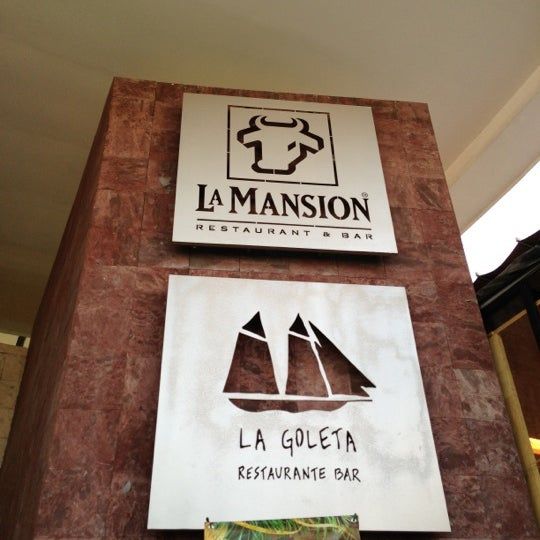 LA MANSION®
RESTAURANT & BAR
LA GOLETA
RESTAURANTE BAR